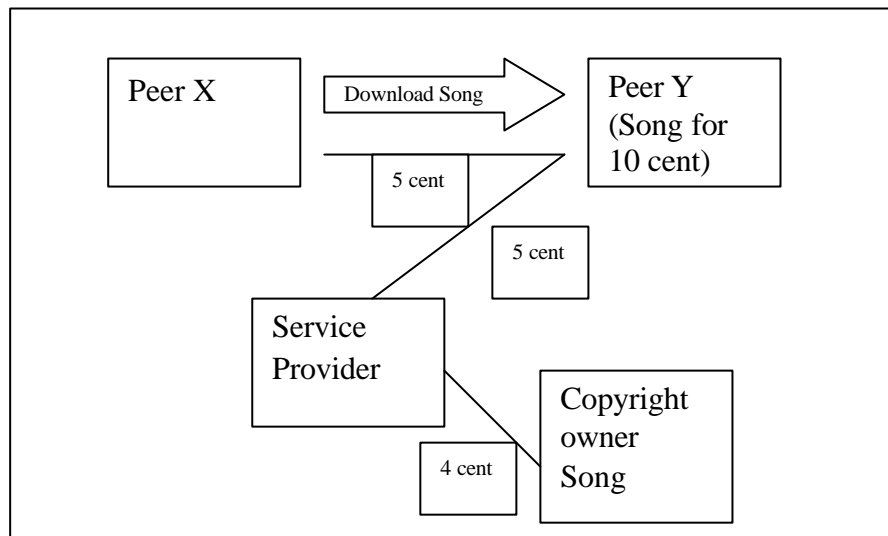 Peer X
Download Song
Peer Y
(Song for
10 cent)
5 cent
5 cent
Service
Provider
Copyright
owner
Song
4 cent